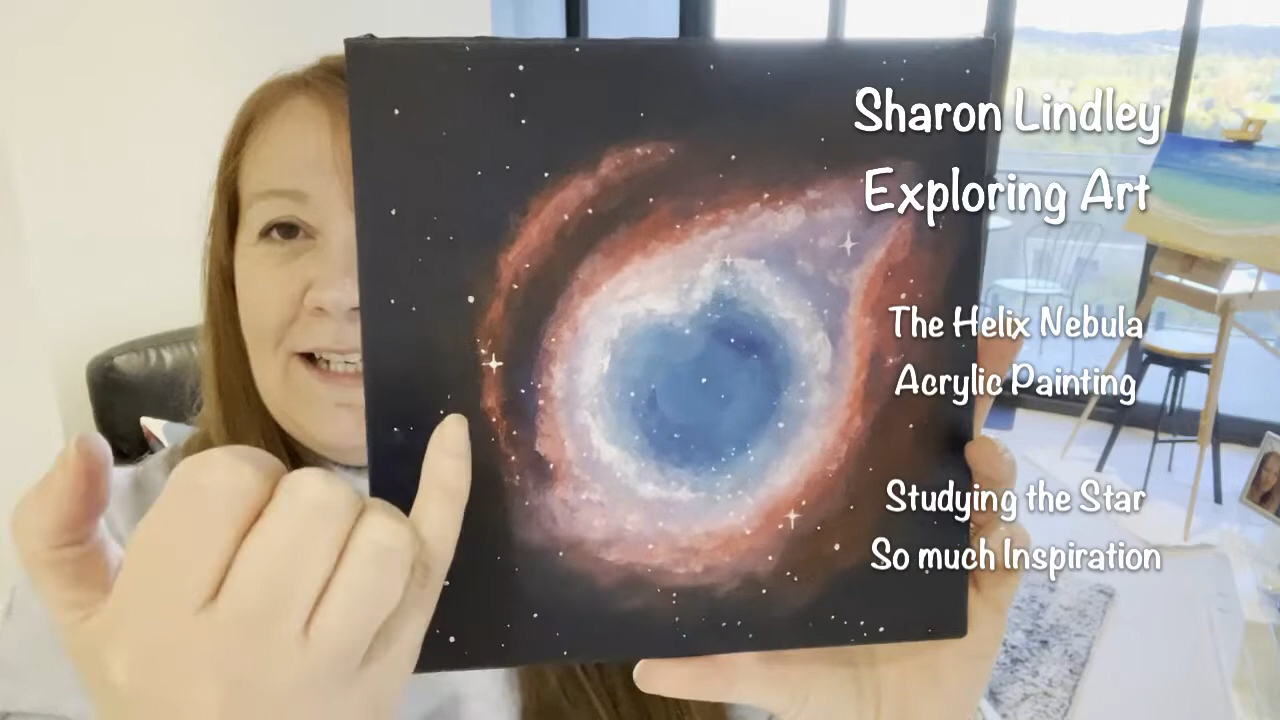 Sharon Lindley
Exploring Art
The Helix Nebula
Acrylic Painting
Studying the Star
So much Inspiration